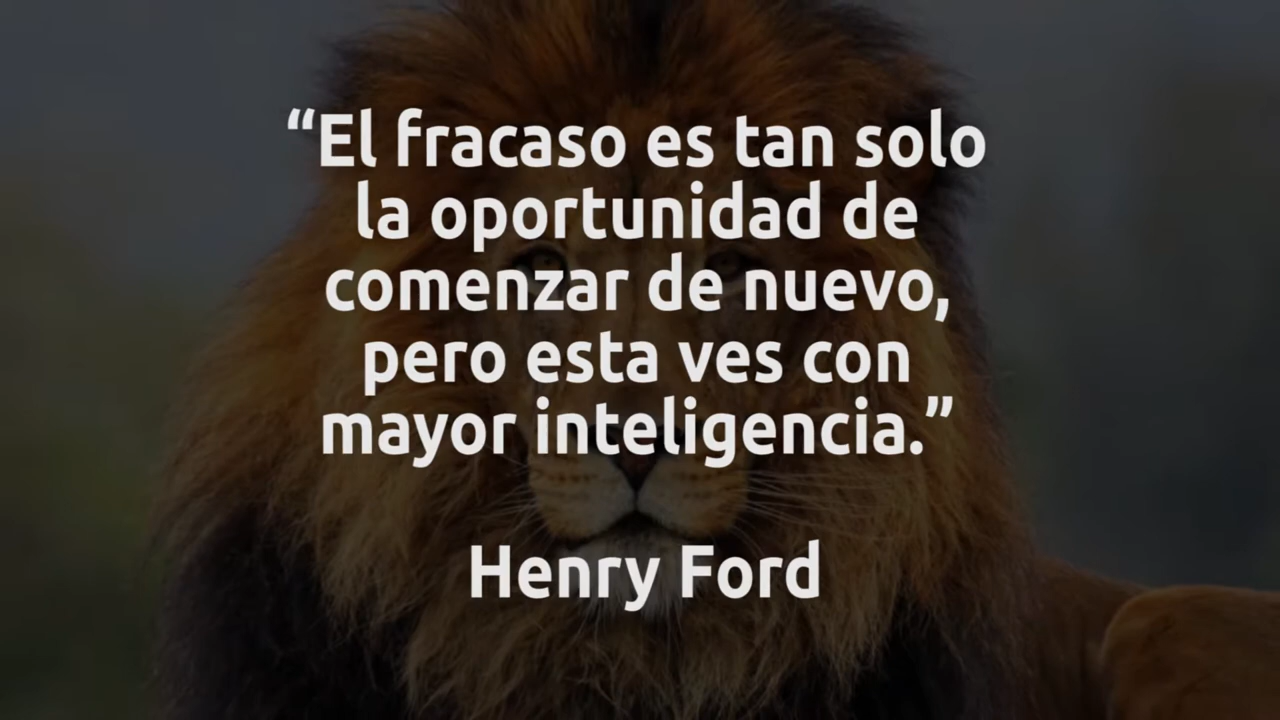 “El fracaso es tan solo
la oportunidad de
comenzar de nuevo,
pero esta ves con
mayor inteligencia.”
Henry Ford